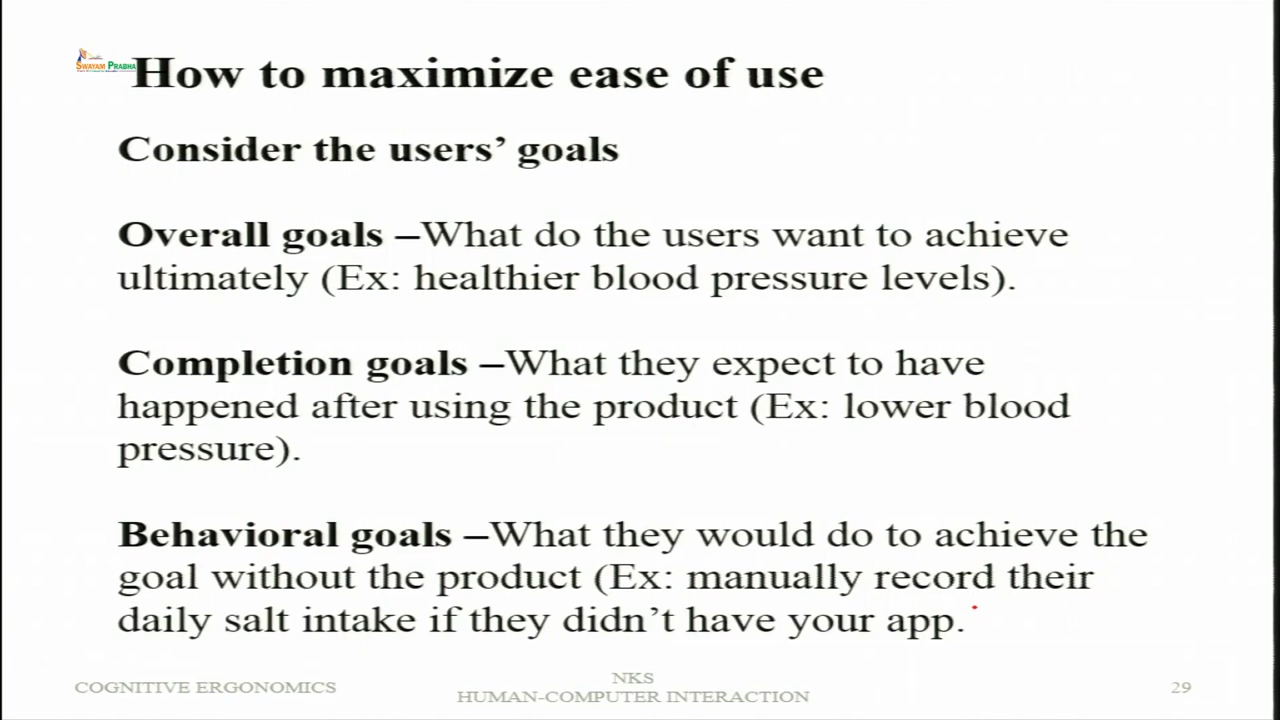 SWAYAM PRABHA
How to maximize ease of use
Consider the users’ goals
Overall goals –What do the users want to achieve
ultimately (Ex: healthier blood pressure levels).
Completion goals –What they expect to have
happened after using the product (Ex: lower blood
pressure).
Behavioral goals –What they would do to achieve the
goal without the product (Ex: manually record their
daily salt intake if they didn’t have your app.
COGNITIVE ERGONOMICS
NKS
HUMAN-COMPUTER INTERACTION
29